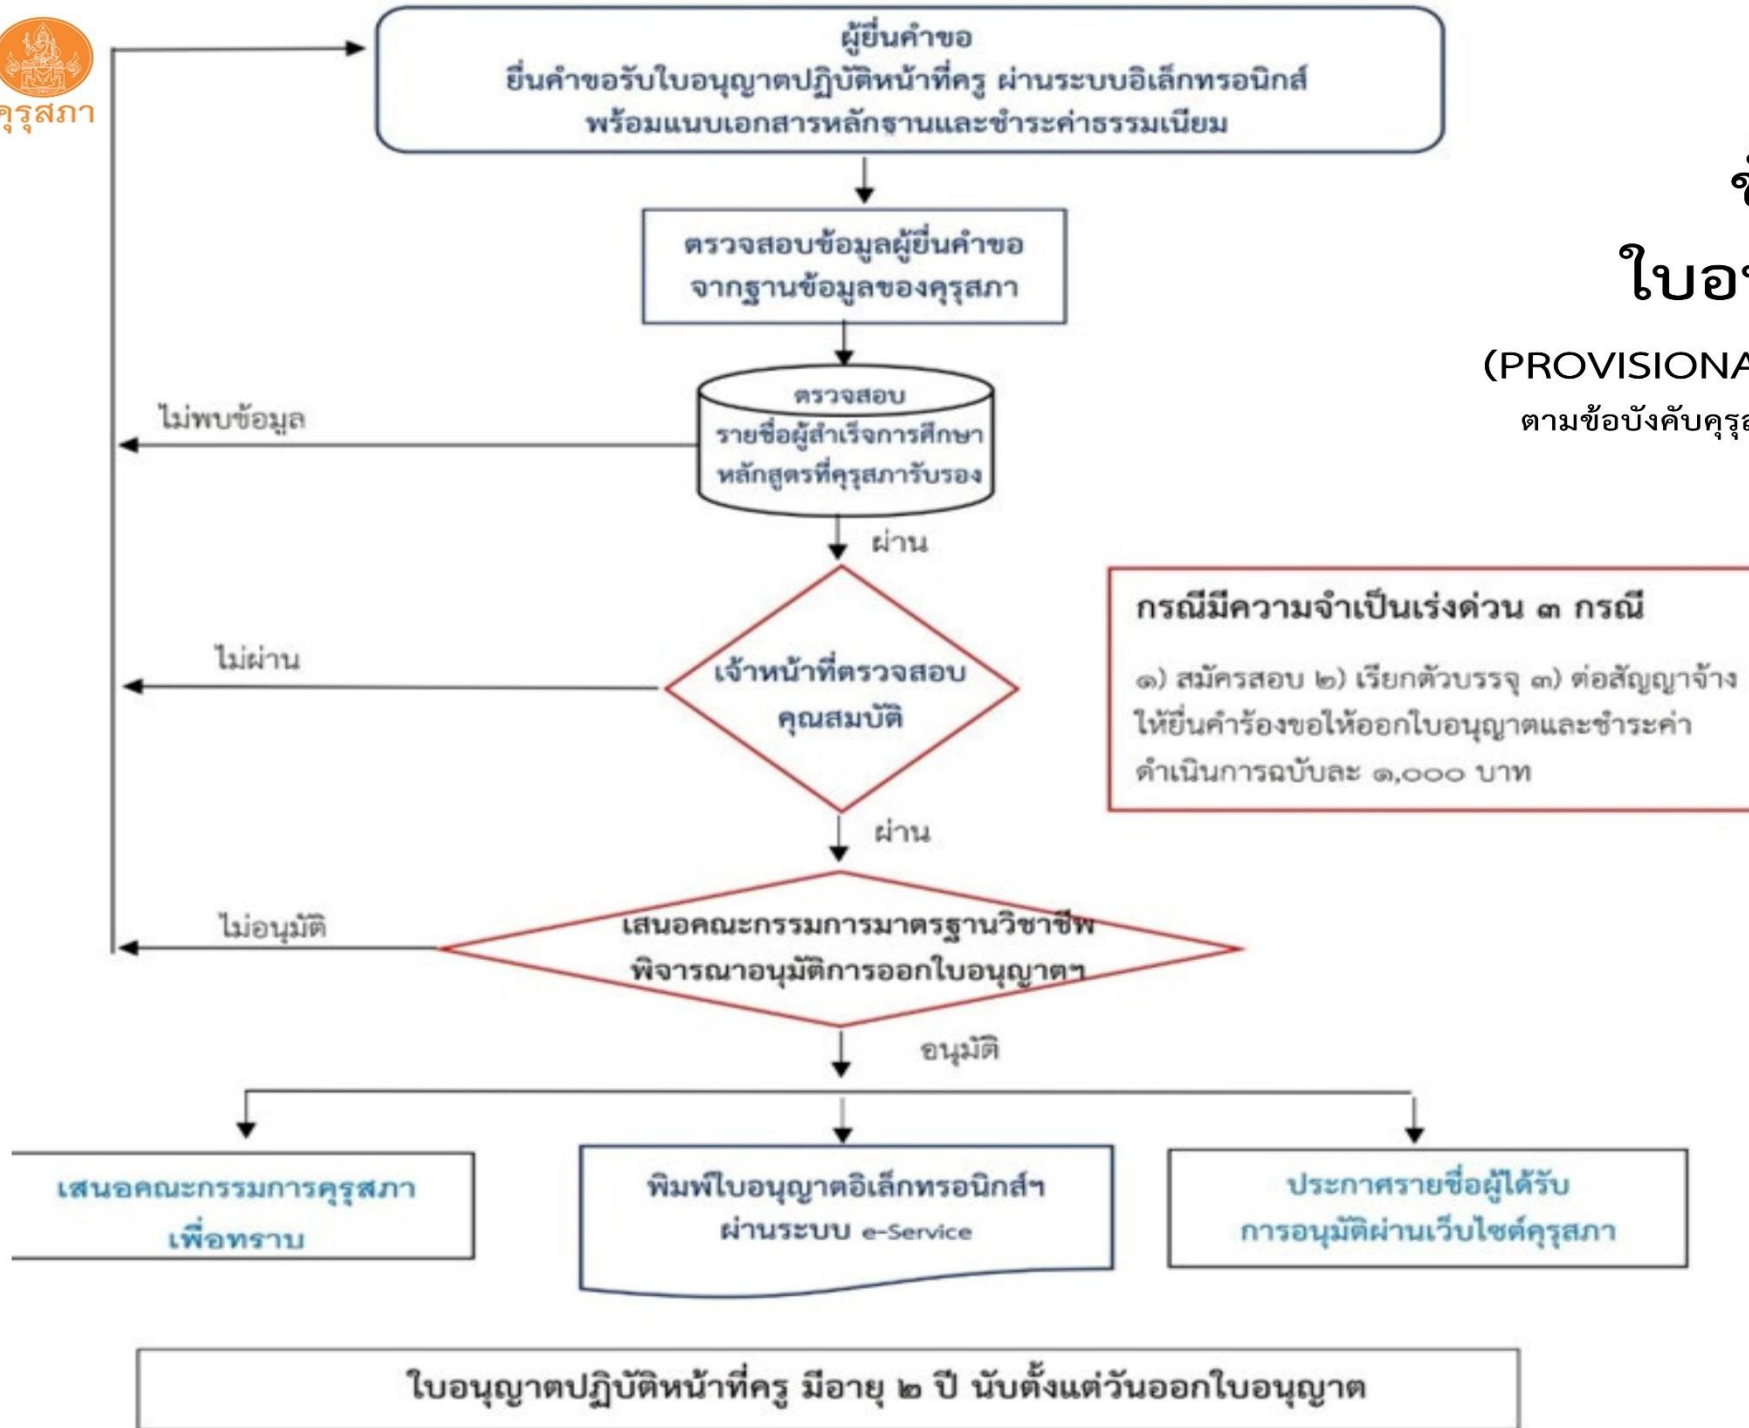 คุรุสภา
ผู้ยื่นคำขอ
ยื่นคำขอรับใบอนุญาตปฏิบัติหน้าที่ครู ผ่านระบบอิเล็กทรอนิกส์
พร้อมแนบเอกสารหลักฐานและชำระค่าธรรมเนียม
ตรวจสอบข้อมูลผู้ยื่นคำขอ
จากฐานข้อมูลของคุรุสภา
ใบอ
(PROVISIONA
ตามข้อบังคับคุรุส
ตรวจสอบ
รายชื่อผู้สำเร็จการศึกษา
หลักสูตรที่คุรุสภารับรอง
ไม่พบข้อมูล
ผ่าน
เจ้าหน้าที่ตรวจสอบ
คุณสมบัติ
ไม่ผ่าน
กรณีมีความจำเป็นเร่งด่วน ๓ กรณี
๑) สมัครสอบ ๒) เรียกตัวบรรจุ ๓) ต่อสัญญาจ้าง
ให้ยื่นคำร้องขอให้ออกใบอนุญาตและชำระค่า
ดำเนินการฉบับละ ๑,๐๐๐ บาท
ผ่าน
เสนอคณะกรรมการมาตรฐานวิชาชีพ
พิจารณาอนุมัติการออกใบอนุญาตฯ
ไม่อนุมัติ
อนุมัติ
เสนอคณะกรรมการคุรุสภา
เพื่อทราบ
พิมพ์ใบอนุญาตอิเล็กทรอนิกส์ฯ
ผ่านระบบ e-Service
ประกาศรายชื่อผู้ได้รับ
การอนุมัติผ่านเว็บไซต์คุรุสภา
ใบอนุญาตปฏิบัติหน้าที่ครู มีอายุ ๒ ปี นับตั้งแต่วันออกใบอนุญาต